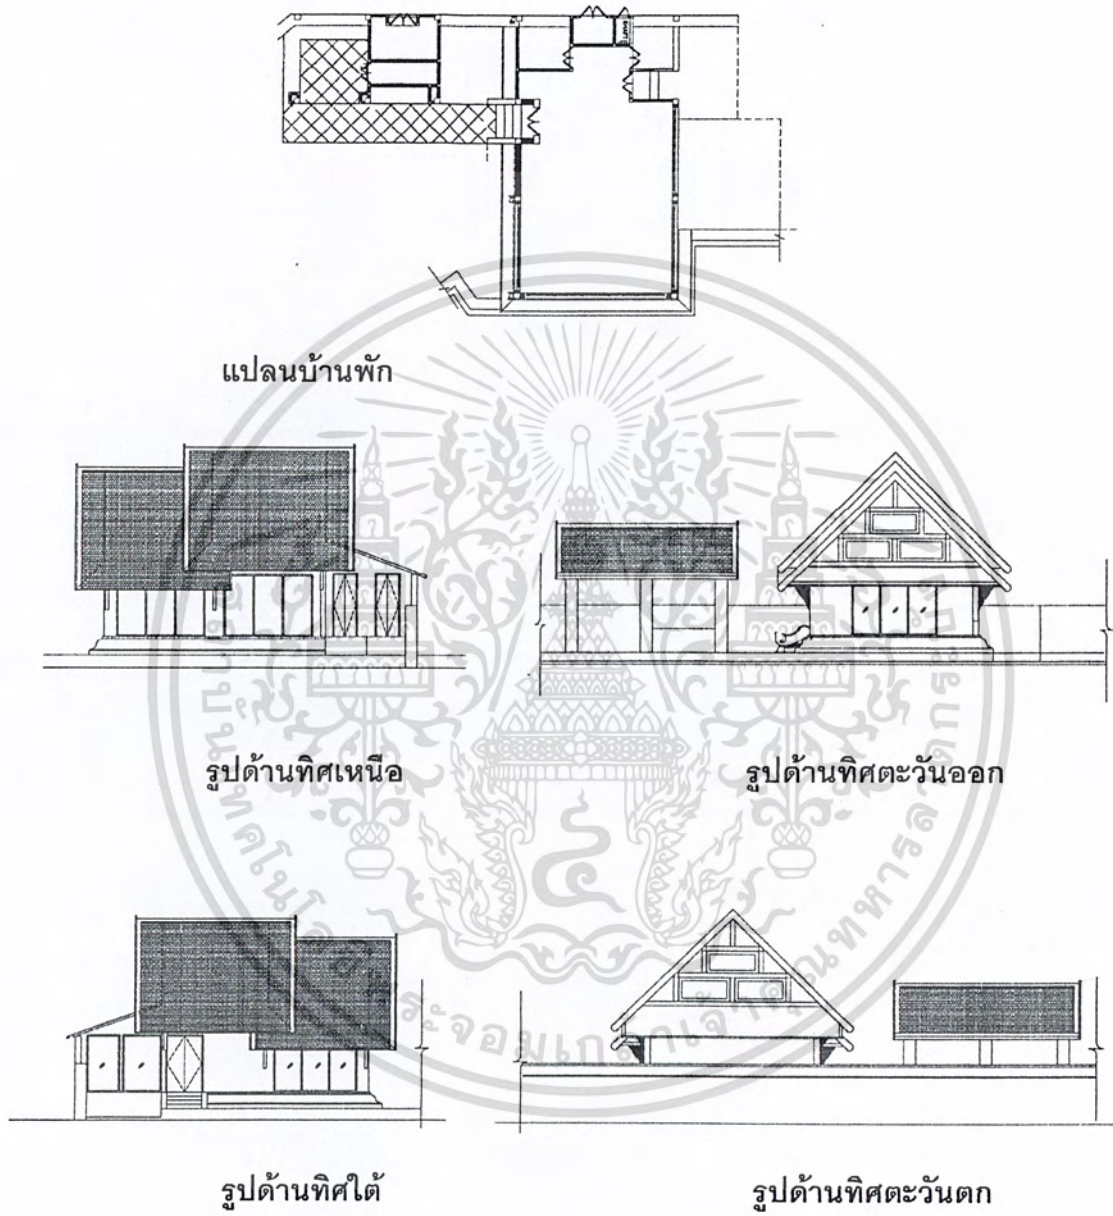 แปลนบ้านพัก
รูปด้านทิศเหนือ
รูปด้านทิศตะวันออก
รูปด้านทิศใต้
รูปด้านทิศตะวันตก